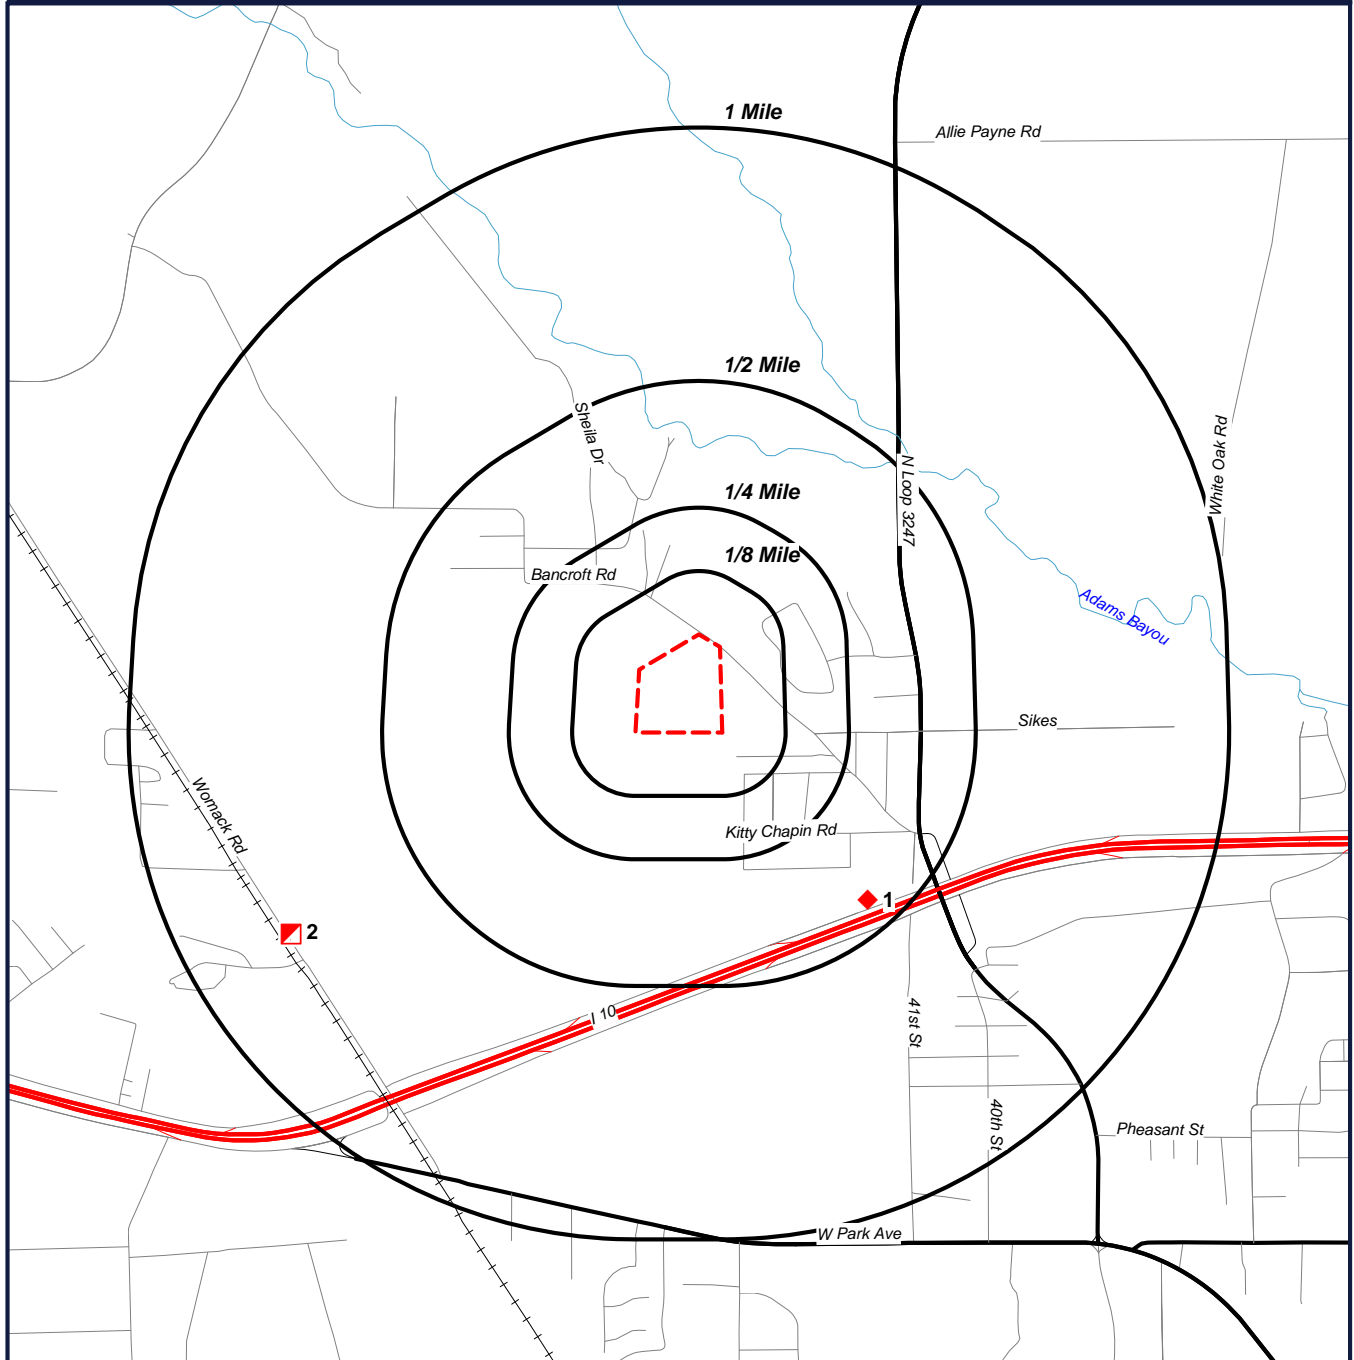 1 Mile
Allie Payne Rd
1/2 Mile
Sheila Dr
White Oak Rd
N Loop 3247
1/4 Mile
1/8 Mile
Bancroft Rd
Adams Bayou
Sikes
Womack Rd
Kitty Chapin Rd
1
2
I 10
41st St
40th St
Pheasant St
W Park Ave